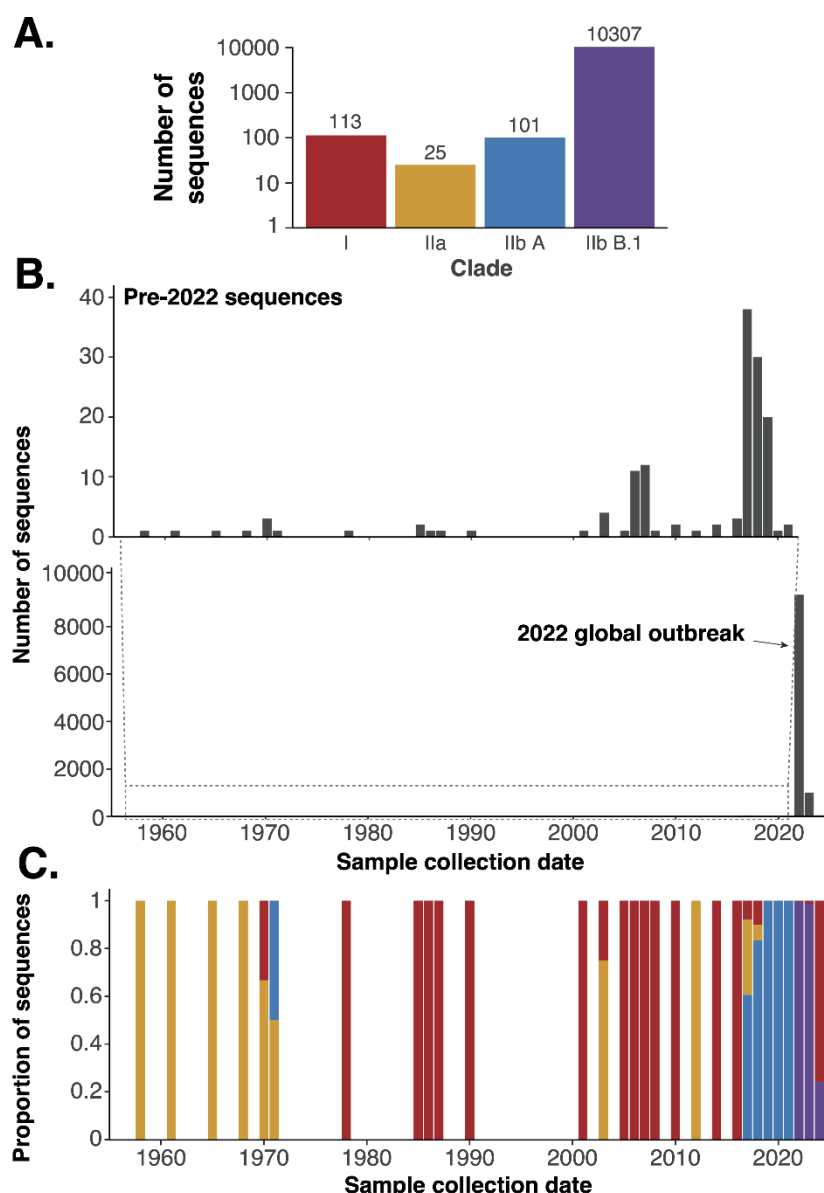 A.
Number of
sequences
10000
1000
100
10
1
113
25
101
10307
I
IIa
IIb A
IIb B.1
Clade
B.
Pre-2022 sequences
40
30
20
10
0
Number of sequences
10000
8000
6000
4000
2000
0
2022 global outbreak
1960
1970
1980
1990
2000
2010
2020
Sample collection date
C.
Proportion of sequences
1
0.8
0.6
0.4
0.2
0
1960
1970
1980
1990
2000
2010
2020
Sample collection date